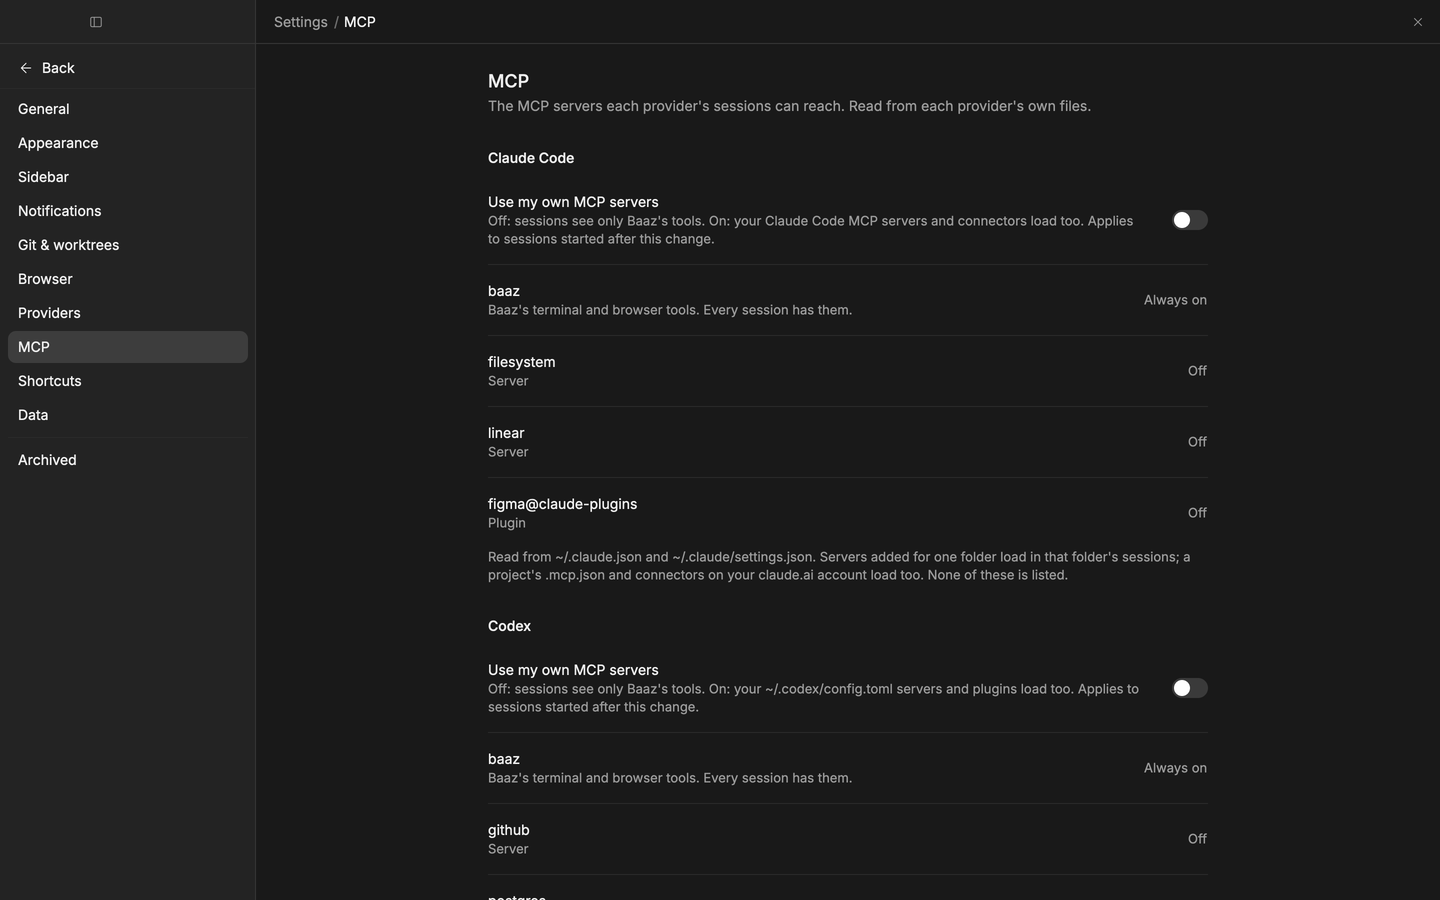 Settings / MCP
Back
General
Appearance
Sidebar
Notifications
Git & worktrees
Browser
Providers
MCP
Shortcuts
Data
Archived
MCP
The MCP servers each provider's sessions can reach. Read from each provider's own files.
Claude Code
Use my own MCP servers
Off: sessions see only Baaz's tools. On: your Claude Code MCP servers and connectors load too. Applies
to sessions started after this change.
baaz
Baaz's terminal and browser tools. Every session has them.
Always on
filesystem
Server
Off
linear
Server
Off
figma@claude-plugins
Plugin
Off
Read from ~/.claude.json and ~/.claude/settings.json. Servers added for one folder load in that folder's sessions; a
project's .mcp.json and connectors on your claude.ai account load too. None of these is listed.
Codex
Use my own MCP servers
Off: sessions see only Baaz's tools. On: your ~/.codex/config.toml servers and plugins load too. Applies to
sessions started after this change.
baaz
Baaz's terminal and browser tools. Every session has them.
Always on
github
Server
Off